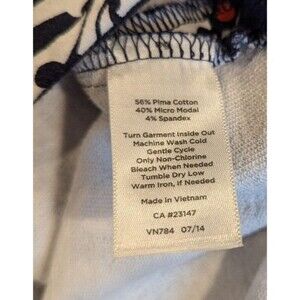 56% Pima Cotton
40% Micro Modal
4% Spandex
Turn Garment Inside Out
Machine Wash Cold
Gentle Cycle
Only Non-Chlorine
Bleach When Needed
Tumble Dry Low
Warm Iron, if Needed
Made in Vietnam
CA #23147
VN784 07/14